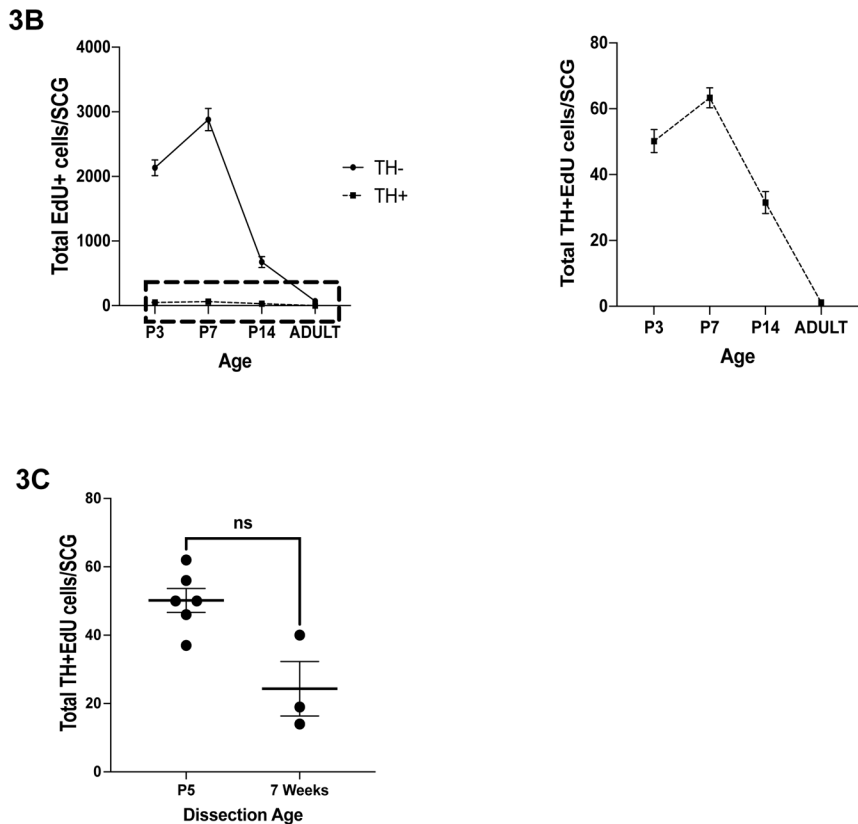 3B
Total EdU+ cells/SCG
4000
3000
2000
1000
0
P3 P7 P14 ADULT
Age
TH-
TH+
Total TH+EdU cells/SCG
80
60
40
20
0
P3 P7 P14 ADULT
Age
3C
Total TH+EdU cells/SCG
80
60
40
20
0
ns
P5 7 Weeks
Dissection Age